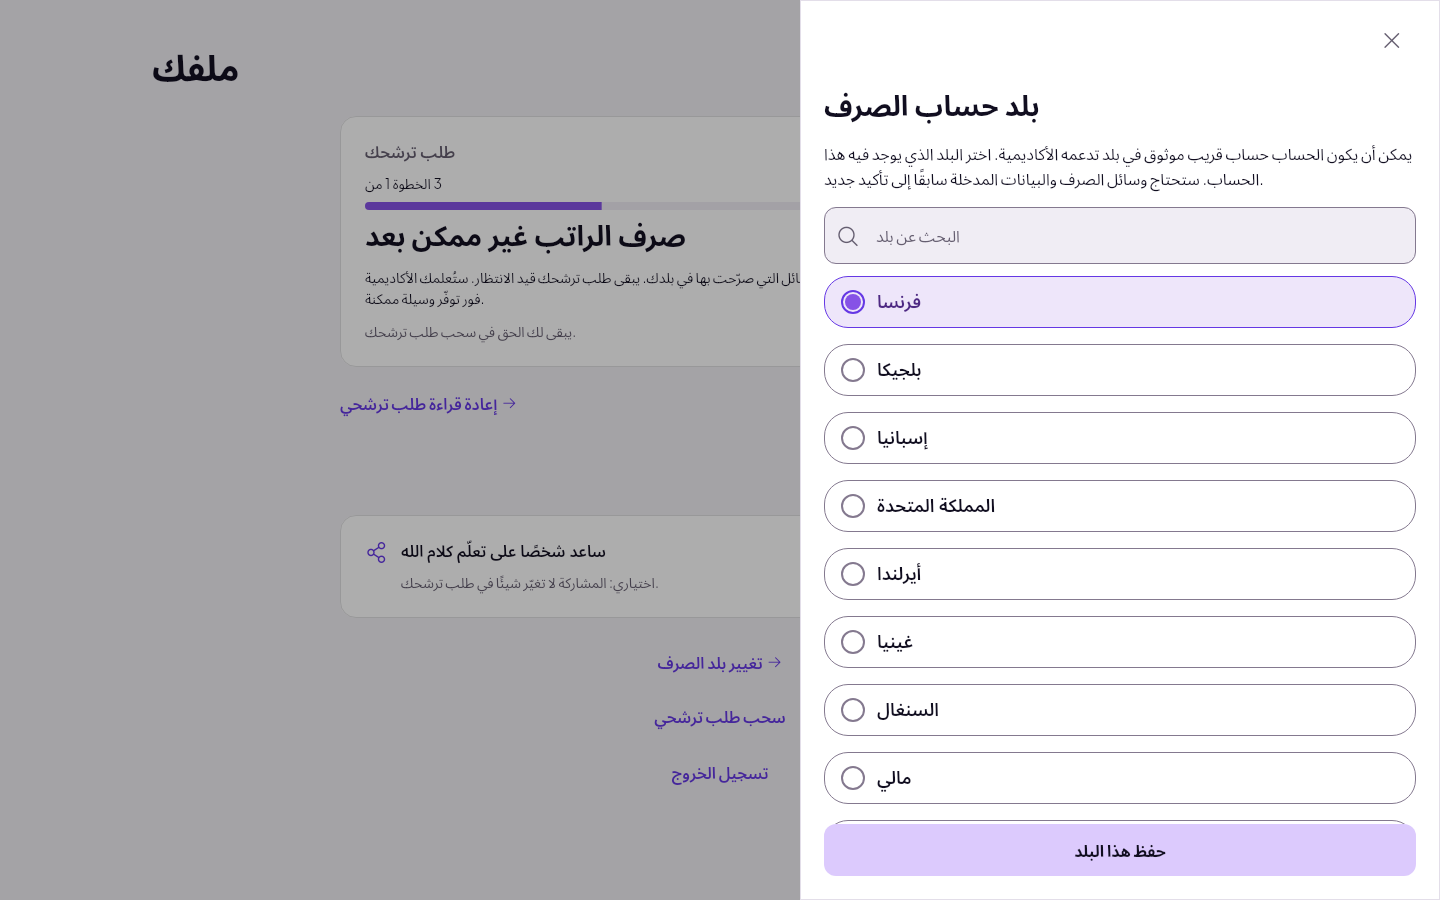 ملفك
طلب ترشحك
الخطوة 1 من 3
صرف الراتب غير ممكن بعد
ائل التي صرّحت بها في بلدك. يبقى طلب ترشحك قيد الانتظار. ستُعلمك الأكاديمية
فور توفّر وسيلة ممكنة.
يبقى لك الحق في سحب طلب ترشحك.
إعادة قراءة طلب ترشحي →
ساعد شخصًا على تعلّم كلام الله
اختياري: المشاركة لا تغيّر شيئًا في طلب ترشحك.
تغيير بلد الصرف →
سحب طلب ترشحي
تسجيل الخروج
بلد حساب الصرف
يمكن أن يكون الحساب حساب قريب موثوق في بلد تدعمه الأكاديمية. اختر البلد الذي يوجد فيه هذا
الحساب. ستحتاج وسائل الصرف والبيانات المدخلة سابقًا إلى تأكيد جديد.
البحث عن بلد
فرنسا
بلجيكا
إسبانيا
المملكة المتحدة
أيرلندا
غينيا
السنغال
مالي
حفظ هذا البلد